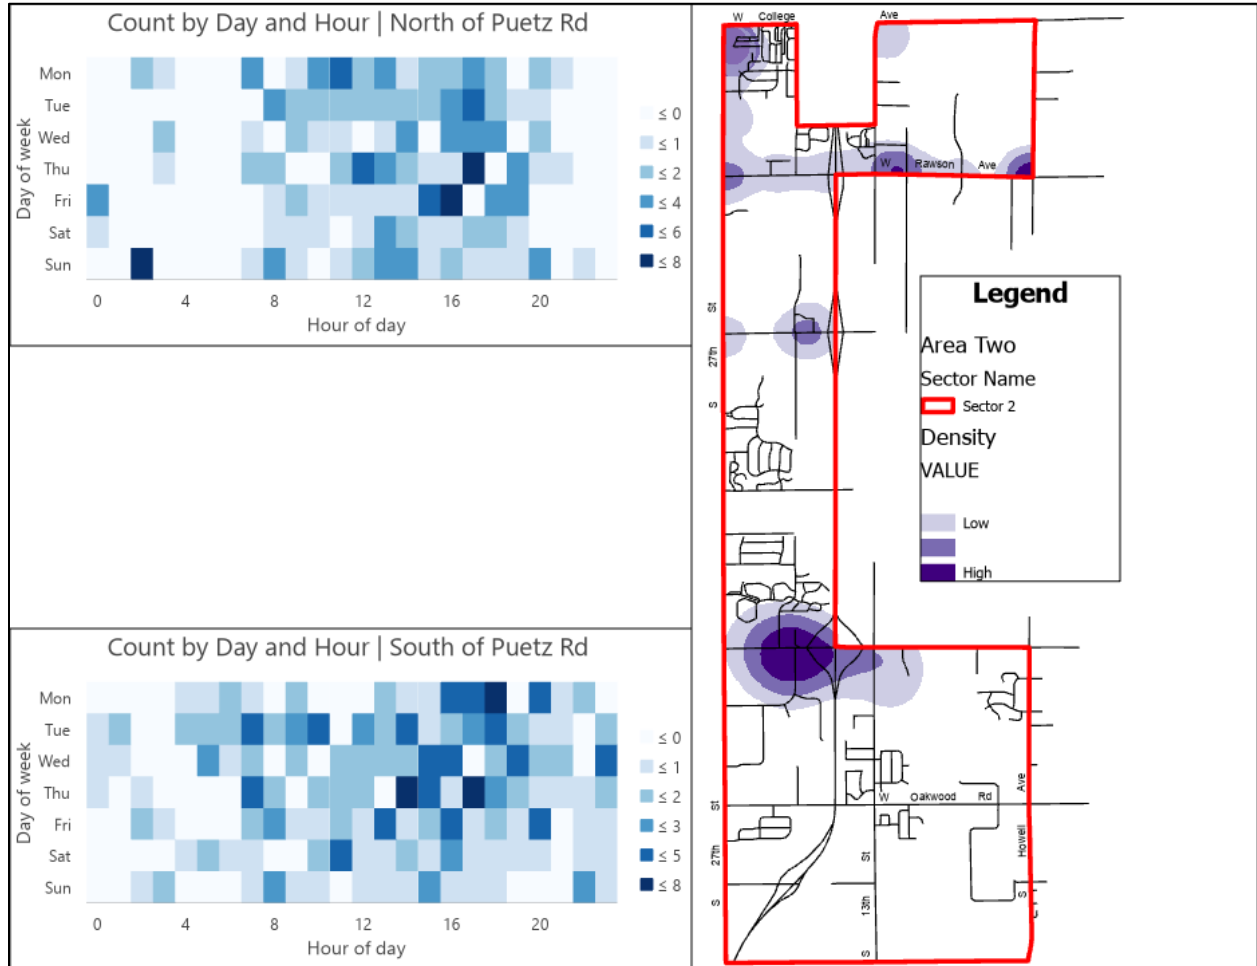 Count by Day and Hour | North of Puetz Rd
Day of week
Mon
Tue
Wed
Thu
Fri
Sat
Sun
0 4 8 12 16 20
Hour of day
≤ 0
≤ 1
≤ 2
≤ 4
≤ 6
≤ 8
Count by Day and Hour | South of Puetz Rd
Day of week
Mon
Tue
Wed
Thu
Fri
Sat
Sun
0 4 8 12 16 20
Hour of day
≤ 0
≤ 1
≤ 2
≤ 3
≤ 5
≤ 8
W College Ave
W Rawson Ave
S 27th St
W Oakwood Rd
S 27th St
S 13th St
S Howell Ave
Legend
Area Two
Sector Name
Sector 2
Density
VALUE
Low
High